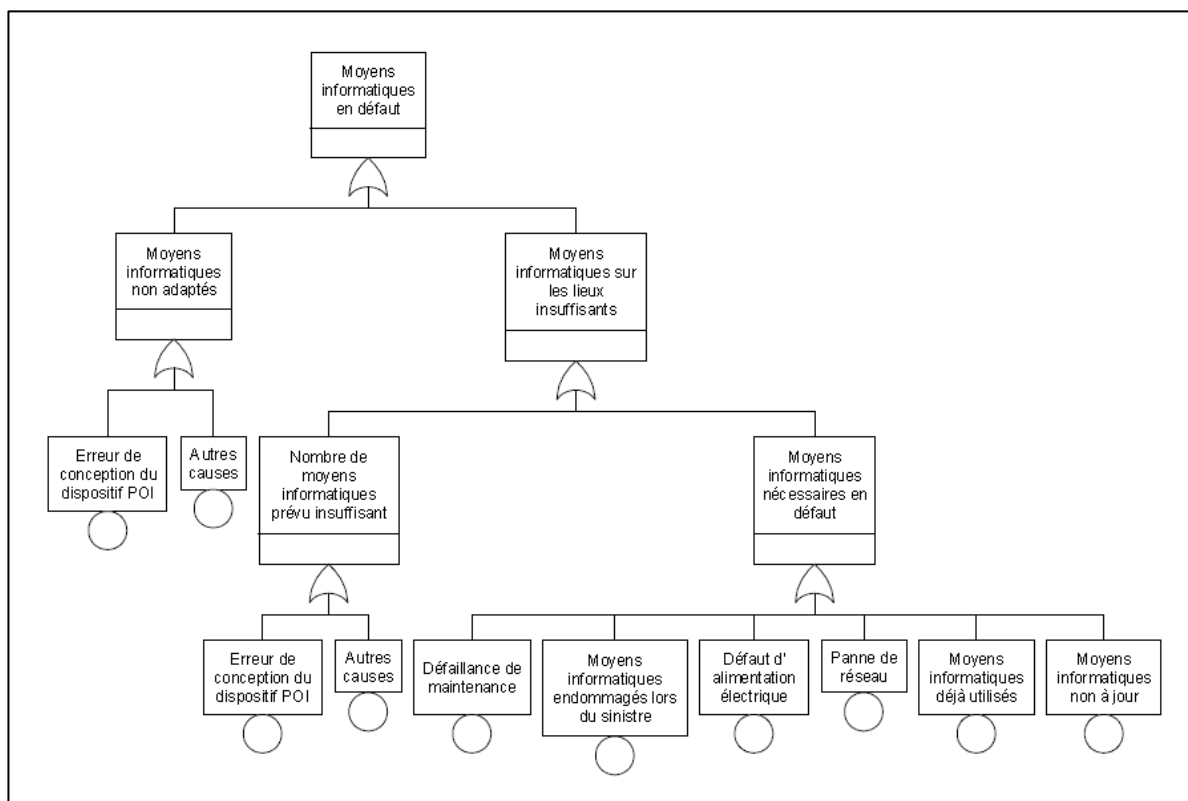 Moyens
informatiques
en défaut
Moyens
informatiques
non adaptés
Moyens
informatiques sur
les lieux
insuffisants
Erreur de
conception du
dispositif POI
Autres
causes
Nombre de
moyens
informatiques
prévu insuffisant
Moyens
informatiques
nécessaires en
défaut
Erreur de
conception du
dispositif POI
Autres
causes
Défaillance de
maintenance
Moyens
informatiques
endommagés lors
du sinistre
Défaut d'
alimentation
électrique
Panne de
réseau
Moyens
informatiques
déjà utilisés
Moyens
informatiques
non à jour